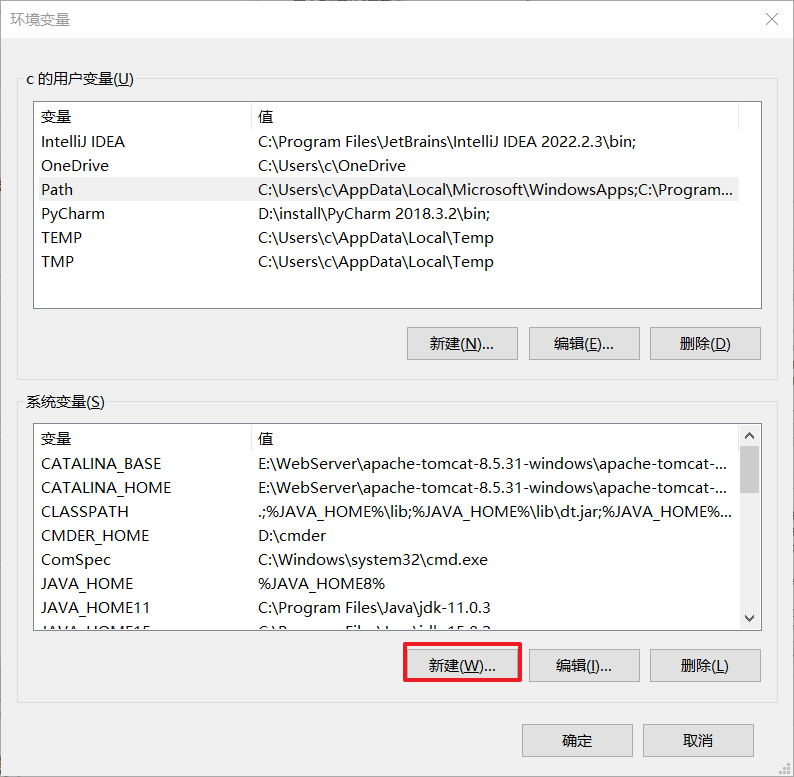 环境变量
c 的用户变量(U)
变量 值
IntelliJ IDEA C:\Program Files\JetBrains\IntelliJ IDEA 2022.2.3\bin;
OneDrive C:\Users\c\OneDrive
Path C:\Users\c\AppData\Local\Microsoft\WindowsApps;C:\Program...
PyCharm D:\install\PyCharm 2018.3.2\bin;
TEMP C:\Users\c\AppData\Local\Temp
TMP C:\Users\c\AppData\Local\Temp
新建(N)... 编辑(E)... 删除(D)
系统变量(S)
变量 值
CATALINA_BASE E:\WebServer\apache-tomcat-8.5.31-windows\apache-tomcat-...
CATALINA_HOME E:\WebServer\apache-tomcat-8.5.31-windows\apache-tomcat-...
CLASSPATH .;%JAVA_HOME%\lib;%JAVA_HOME%\lib\dt.jar;%JAVA_HOME%...
CMDER_HOME D:\cmder
ComSpec C:\Windows\system32\cmd.exe
JAVA_HOME %JAVA_HOME8%
JAVA_HOME11 C:\Program Files\Java\jdk-11.0.3
新建(W)... 编辑(I)... 删除(L)
确定 取消